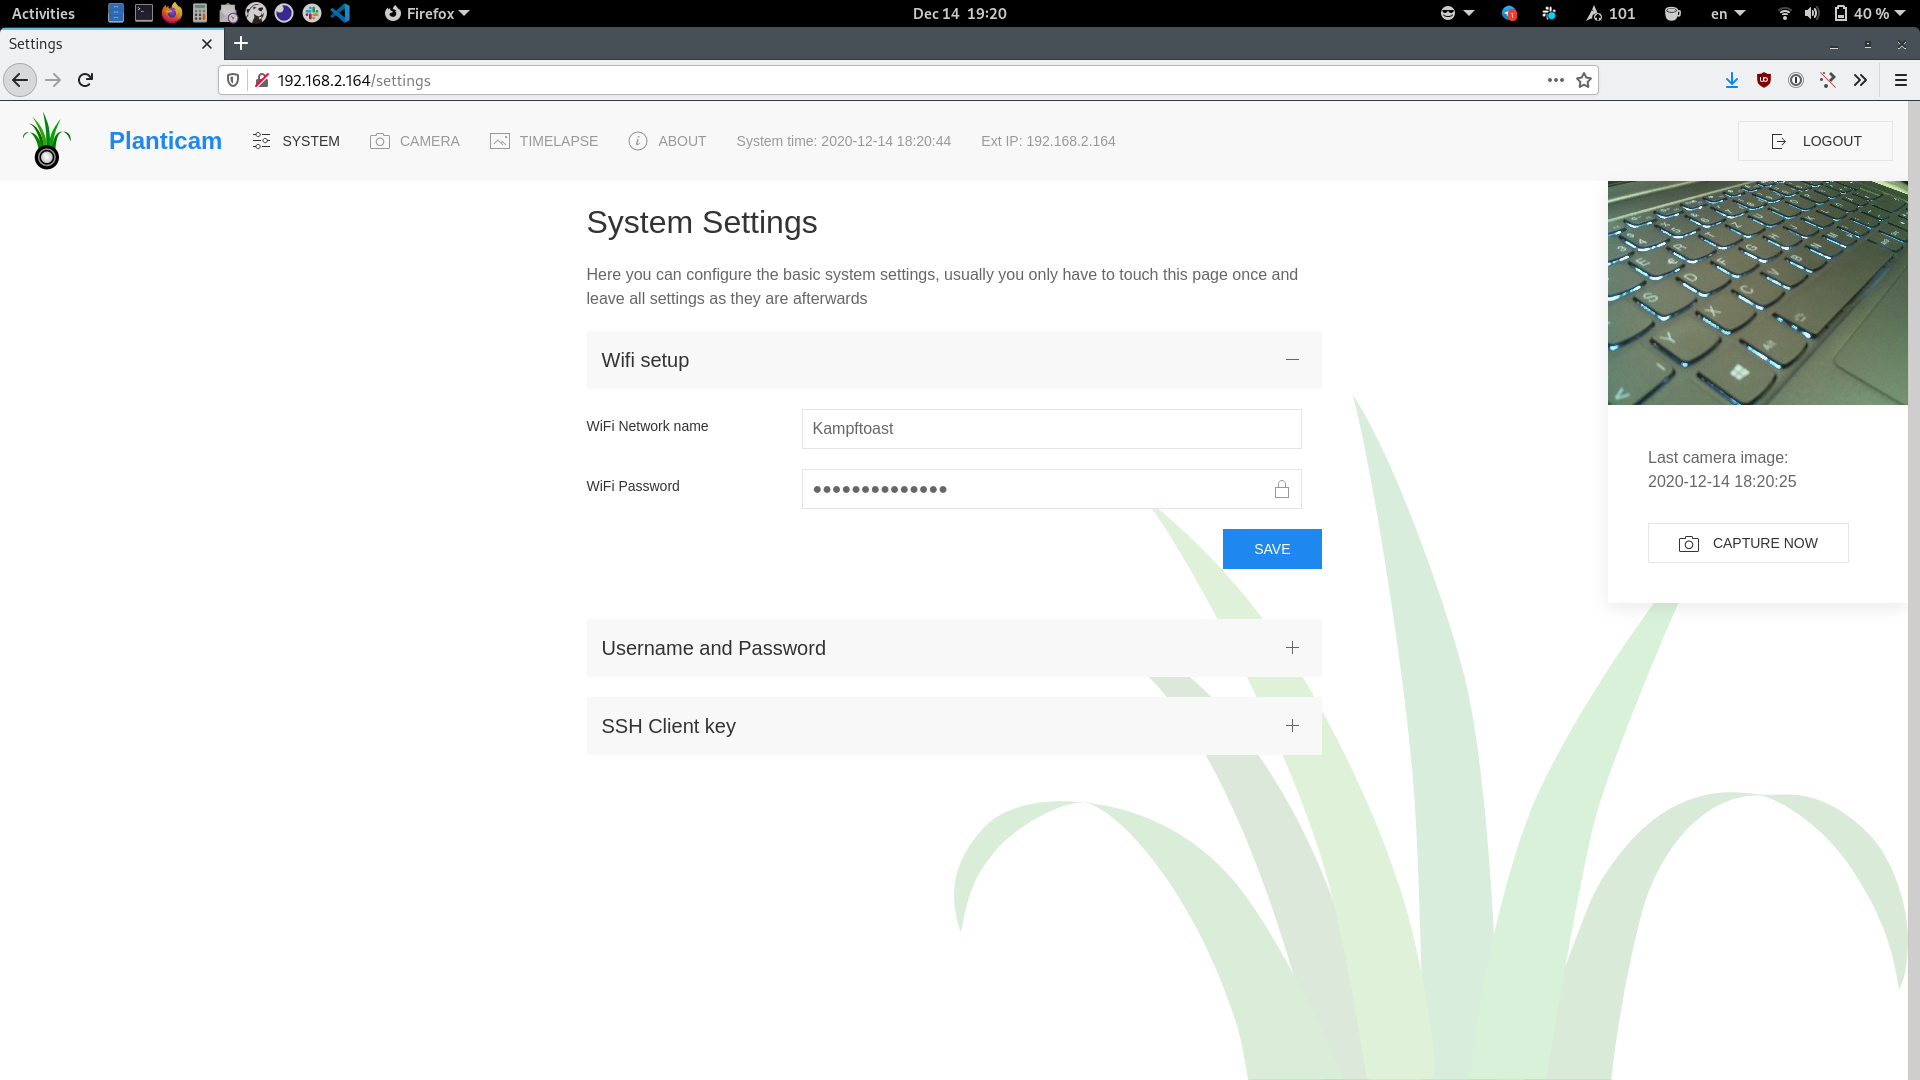 Activities
Firefox
Dec 14 19:20
1
101
en
40 %
Settings
192.168.2.164/settings
Planticam
SYSTEM
CAMERA
TIMELAPSE
ABOUT
System time: 2020-12-14 18:20:44
Ext IP: 192.168.2.164
LOGOUT
System Settings
Here you can configure the basic system settings, usually you only have to touch this page once and
leave all settings as they are afterwards
Wifi setup
WiFi Network name
Kampftoast
WiFi Password
●●●●●●●●●●●●●●
SAVE
Username and Password
SSH Client key
Last camera image:
2020-12-14 18:20:25
CAPTURE NOW